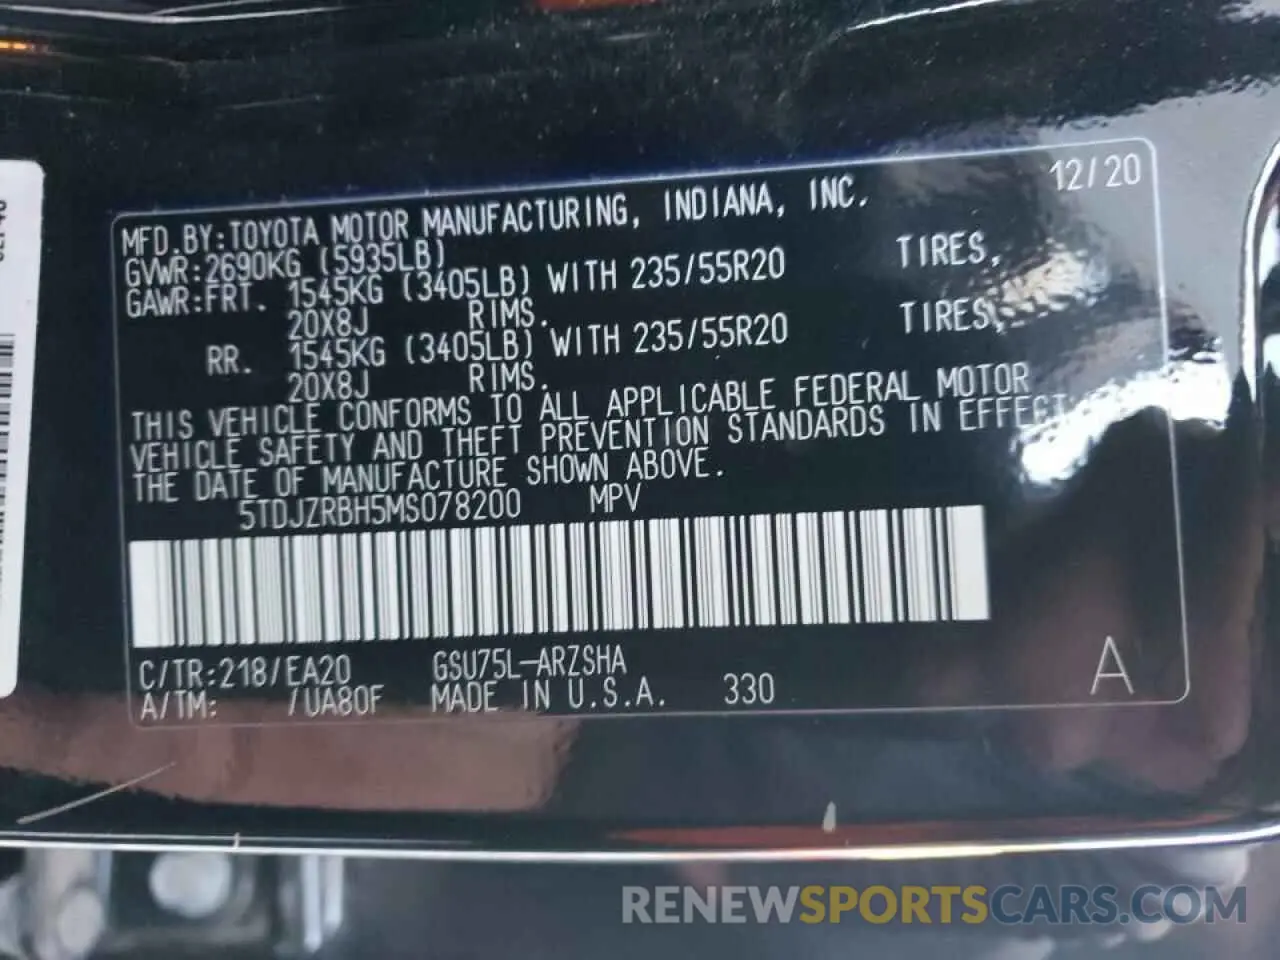 12/20
MFD.BY:TOYOTA MOTOR MANUFACTURING, INDIANA, INC.
GVWR:2690KG (5935LB)
GAWR:FRT. 1545KG (3405LB) WITH 235/55R20 TIRES,
20X8J RIMS.
RR. 1545KG (3405LB) WITH 235/55R20 TIRES,
20X8J RIMS.
THIS VEHICLE CONFORMS TO ALL APPLICABLE FEDERAL MOTOR
VEHICLE SAFETY AND THEFT PREVENTION STANDARDS IN EFFECT
THE DATE OF MANUFACTURE SHOWN ABOVE.
5TDJZRBH5MS078200 MPV
C/TR:218/EA20 GSU75L-ARZSHA
A/TM: /UA80F MADE IN U.S.A. 330
A
RENEWSPORTSCARS.COM